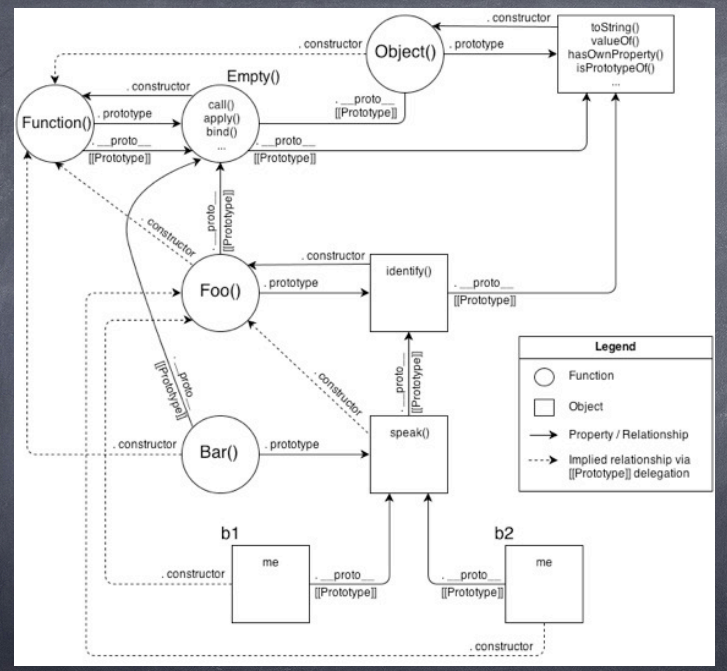 . constructor
toString()
valueOf()
hasOwnProperty()
isPrototypeOf()
...
. constructor
Object()
. prototype
Empty()
. constructor
Function()
. prototype
call()
apply()
bind()
...
. __proto__
[[Prototype]]
. __proto__
[[Prototype]]
. __proto__
[[Prototype]]
. __proto__
[[Prototype]]
. constructor
. constructor
identify()
Foo()
. prototype
. __proto__
[[Prototype]]
Legend
Function
Object
Property / Relationship
Implied relationship via
[[Prototype]] delegation
. __proto__
[[Prototype]]
. __proto__
[[Prototype]]
. constructor
speak()
. constructor
Bar()
. prototype
b1
b2
me
me
. constructor
. __proto__
[[Prototype]]
. __proto__
[[Prototype]]
. constructor